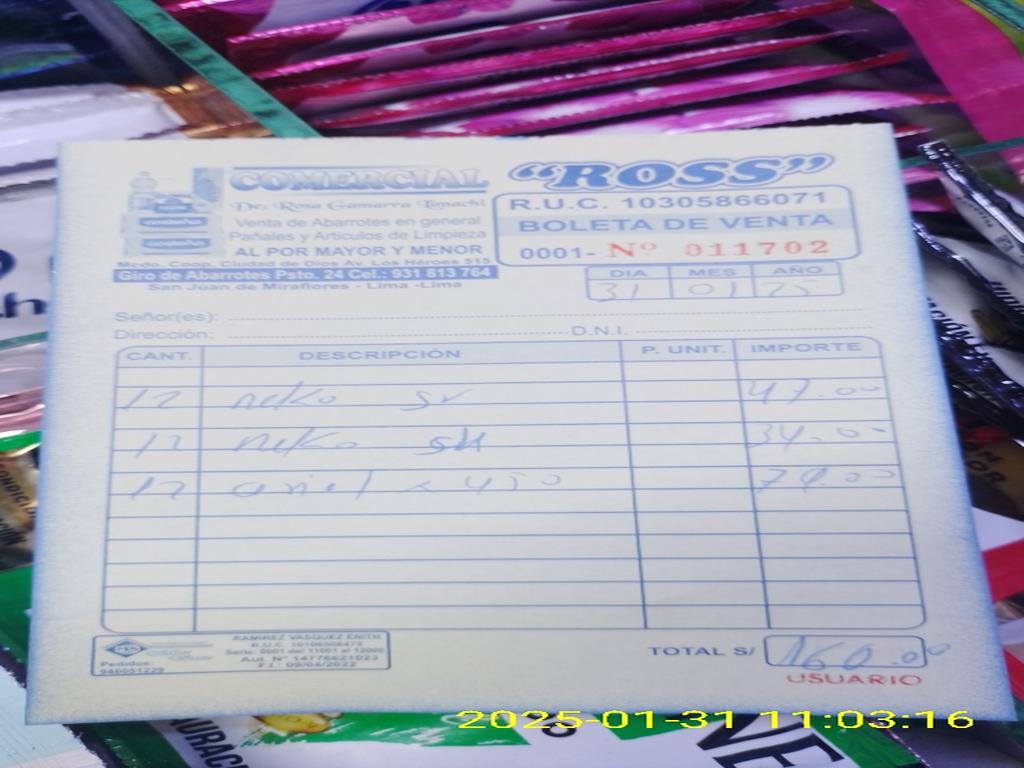 COMERCIAL "ROSS"
De: Rosa Gamarra Limachi
Venta de Abarrotes en general
Pañales y Artículos de Limpieza
AL POR MAYOR Y MENOR
Mcdo. Coop. Ciudad de Dios Av. Los Héroes 515
Giro de Abarrotes Psto. 24 Cel.: 931 813 764
San Juan de Miraflores - Lima -Lima
R.U.C. 10305866071
BOLETA DE VENTA
0001- Nº 011702
DIA MES AÑO
31 01 25
Señor(es):
Dirección: D.N.I.
CANT. DESCRIPCIÓN P. UNIT. IMPORTE
12 neko 47.00
12 neko 34.00
12 ariel x 450 79.00
RAMIREZ VASQUEZ ENITH
Serie: 0001 del 11001 al 12000
Aut. Nº 14776621023
F.I.: 09/04/2022
Pedidos:
946051229
TOTAL S/ 160.00
USUARIO
2025-01-31 11:03:16